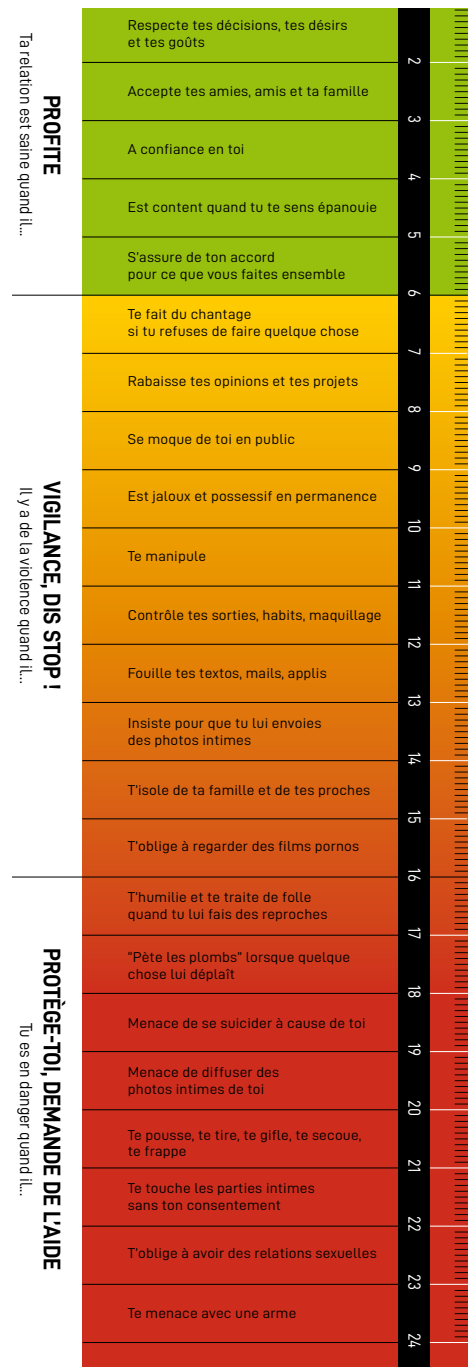 PROFITE
Ta relation est saine quand il...
Respecte tes décisions, tes désirs
et tes goûts
2
Accepte tes amies, amis et ta famille
3
A confiance en toi
4
Est content quand tu te sens épanouie
5
S'assure de ton accord
pour ce que vous faites ensemble
6
VIGILANCE, DIS STOP !
Il y a de la violence quand il...
Te fait du chantage
si tu refuses de faire quelque chose
7
Rabaisse tes opinions et tes projets
8
Se moque de toi en public
9
Est jaloux et possessif en permanence
10
Te manipule
11
Contrôle tes sorties, habits, maquillage
12
Fouille tes textos, mails, applis
13
Insiste pour que tu lui envoies
des photos intimes
14
T'isole de ta famille et de tes proches
15
T'oblige à regarder des films pornos
16
PROTÈGE-TOI, DEMANDE DE L'AIDE
Tu es en danger quand il...
T'humilie et te traite de folle
quand tu lui fais des reproches
17
"Pète les plombs" lorsque quelque
chose lui déplaît
18
Menace de se suicider à cause de toi
19
Menace de diffuser des
photos intimes de toi
20
Te pousse, te tire, te gifle, te secoue,
te frappe
21
Te touche les parties intimes
sans ton consentement
22
T'oblige à avoir des relations sexuelles
23
Te menace avec une arme
24